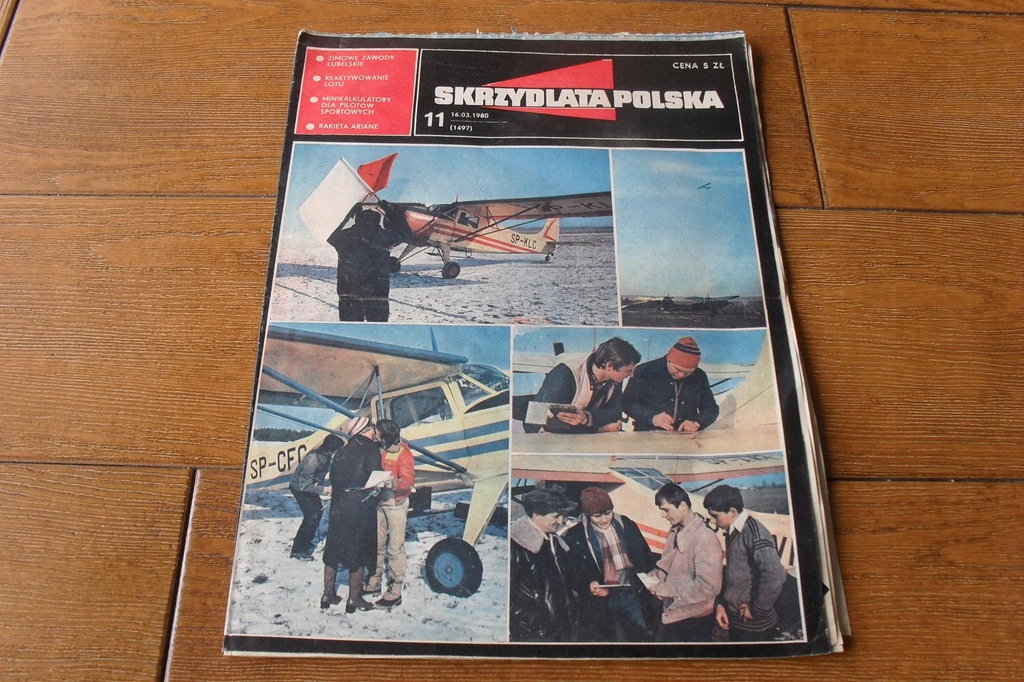 ZIMOWE ZAWODY
LUBELSKIE
REAKTYWOWANIE
LOTU
MINIKALKULATORY
DLA PILOTÓW
SPORTOWYCH
RAKIETA ARIANE
CENA 5 ZŁ
SKRZYDLATA POLSKA
11 16.03.1980
(1497)
SP-KLC
SP-CFC